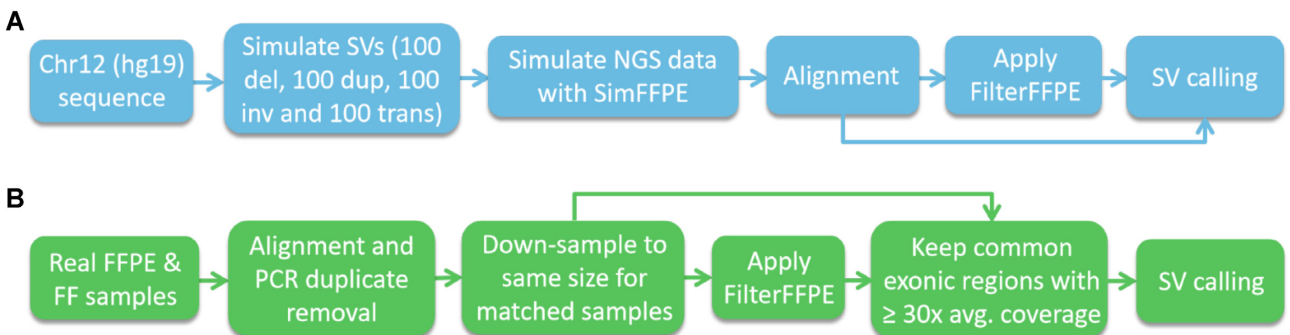 A
Chr12 (hg19)
sequence
Simulate SVs (100
del, 100 dup, 100
inv and 100 trans)
Simulate NGS data
with SimFFPE
Alignment
Apply
FilterFFPE
SV calling
B
Real FFPE &
FF samples
Alignment and
PCR duplicate
removal
Down-sample to
same size for
matched samples
Apply
FilterFFPE
Keep common
exonic regions with
≥ 30x avg. coverage
SV calling